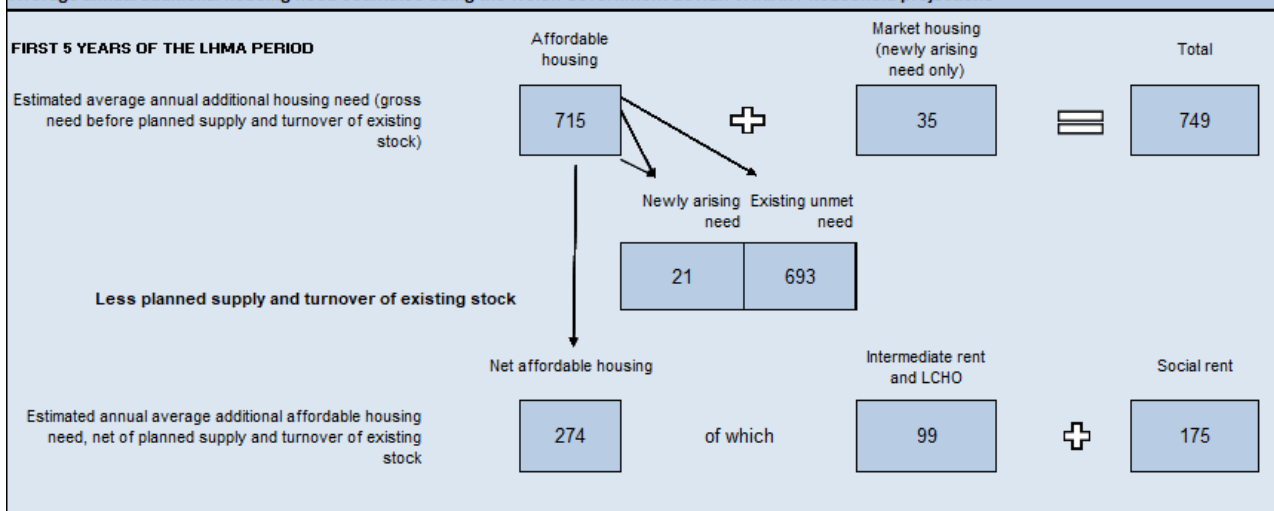 FIRST 5 YEARS OF THE LHMA PERIOD
Affordable
housing
Market housing
(newly arising
need only)
Total
Estimated average annual additional housing need (gross
need before planned supply and turnover of existing
stock)
715
35
749
Newly arising
need
Existing unmet
need
21
693
Less planned supply and turnover of existing stock
Net affordable housing
Intermediate rent
and LCHO
Social rent
Estimated annual average additional affordable housing
need, net of planned supply and turnover of existing
stock
274
of which
99
175